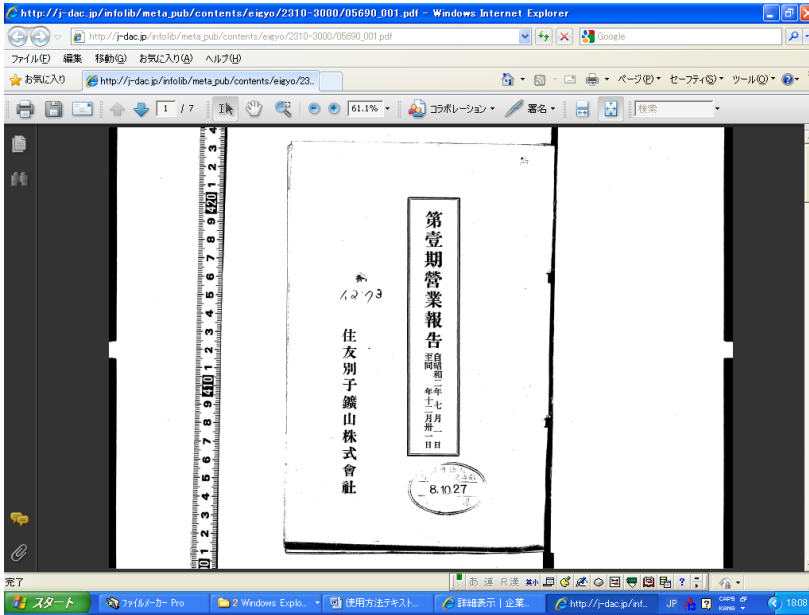 http://j-dac.jp/infolib/meta_pub/contents/eigyo/2310-3000/05690_001.pdf - Windows Internet Explorer
http://j-dac.jp/infolib/meta_pub/contents/eigyo/2310-3000/05690_001.pdf
Google
ファイル(F) 編集 移動(G) お気に入り(A) ヘルプ(H)
お気に入り
http://j-dac.jp/infolib/meta_pub/contents/eigyo/23...
ページ(P) セーフティ(S) ツール(O)
1 / 7
61.1%
コラボレーション
署名
検索
第壹期營業報告
自昭和二年七月一日
至同 年十二月卅一日
住友別子鑛山株式會社
8.10.27
完了
あ 連 R漢
スタート
ファイルメーカー Pro
2 Windows Explo...
使用方法テキスト...
詳細表示 | 企業...
http://j-dac.jp/inf...
JP
CAPS
KANA
18:05